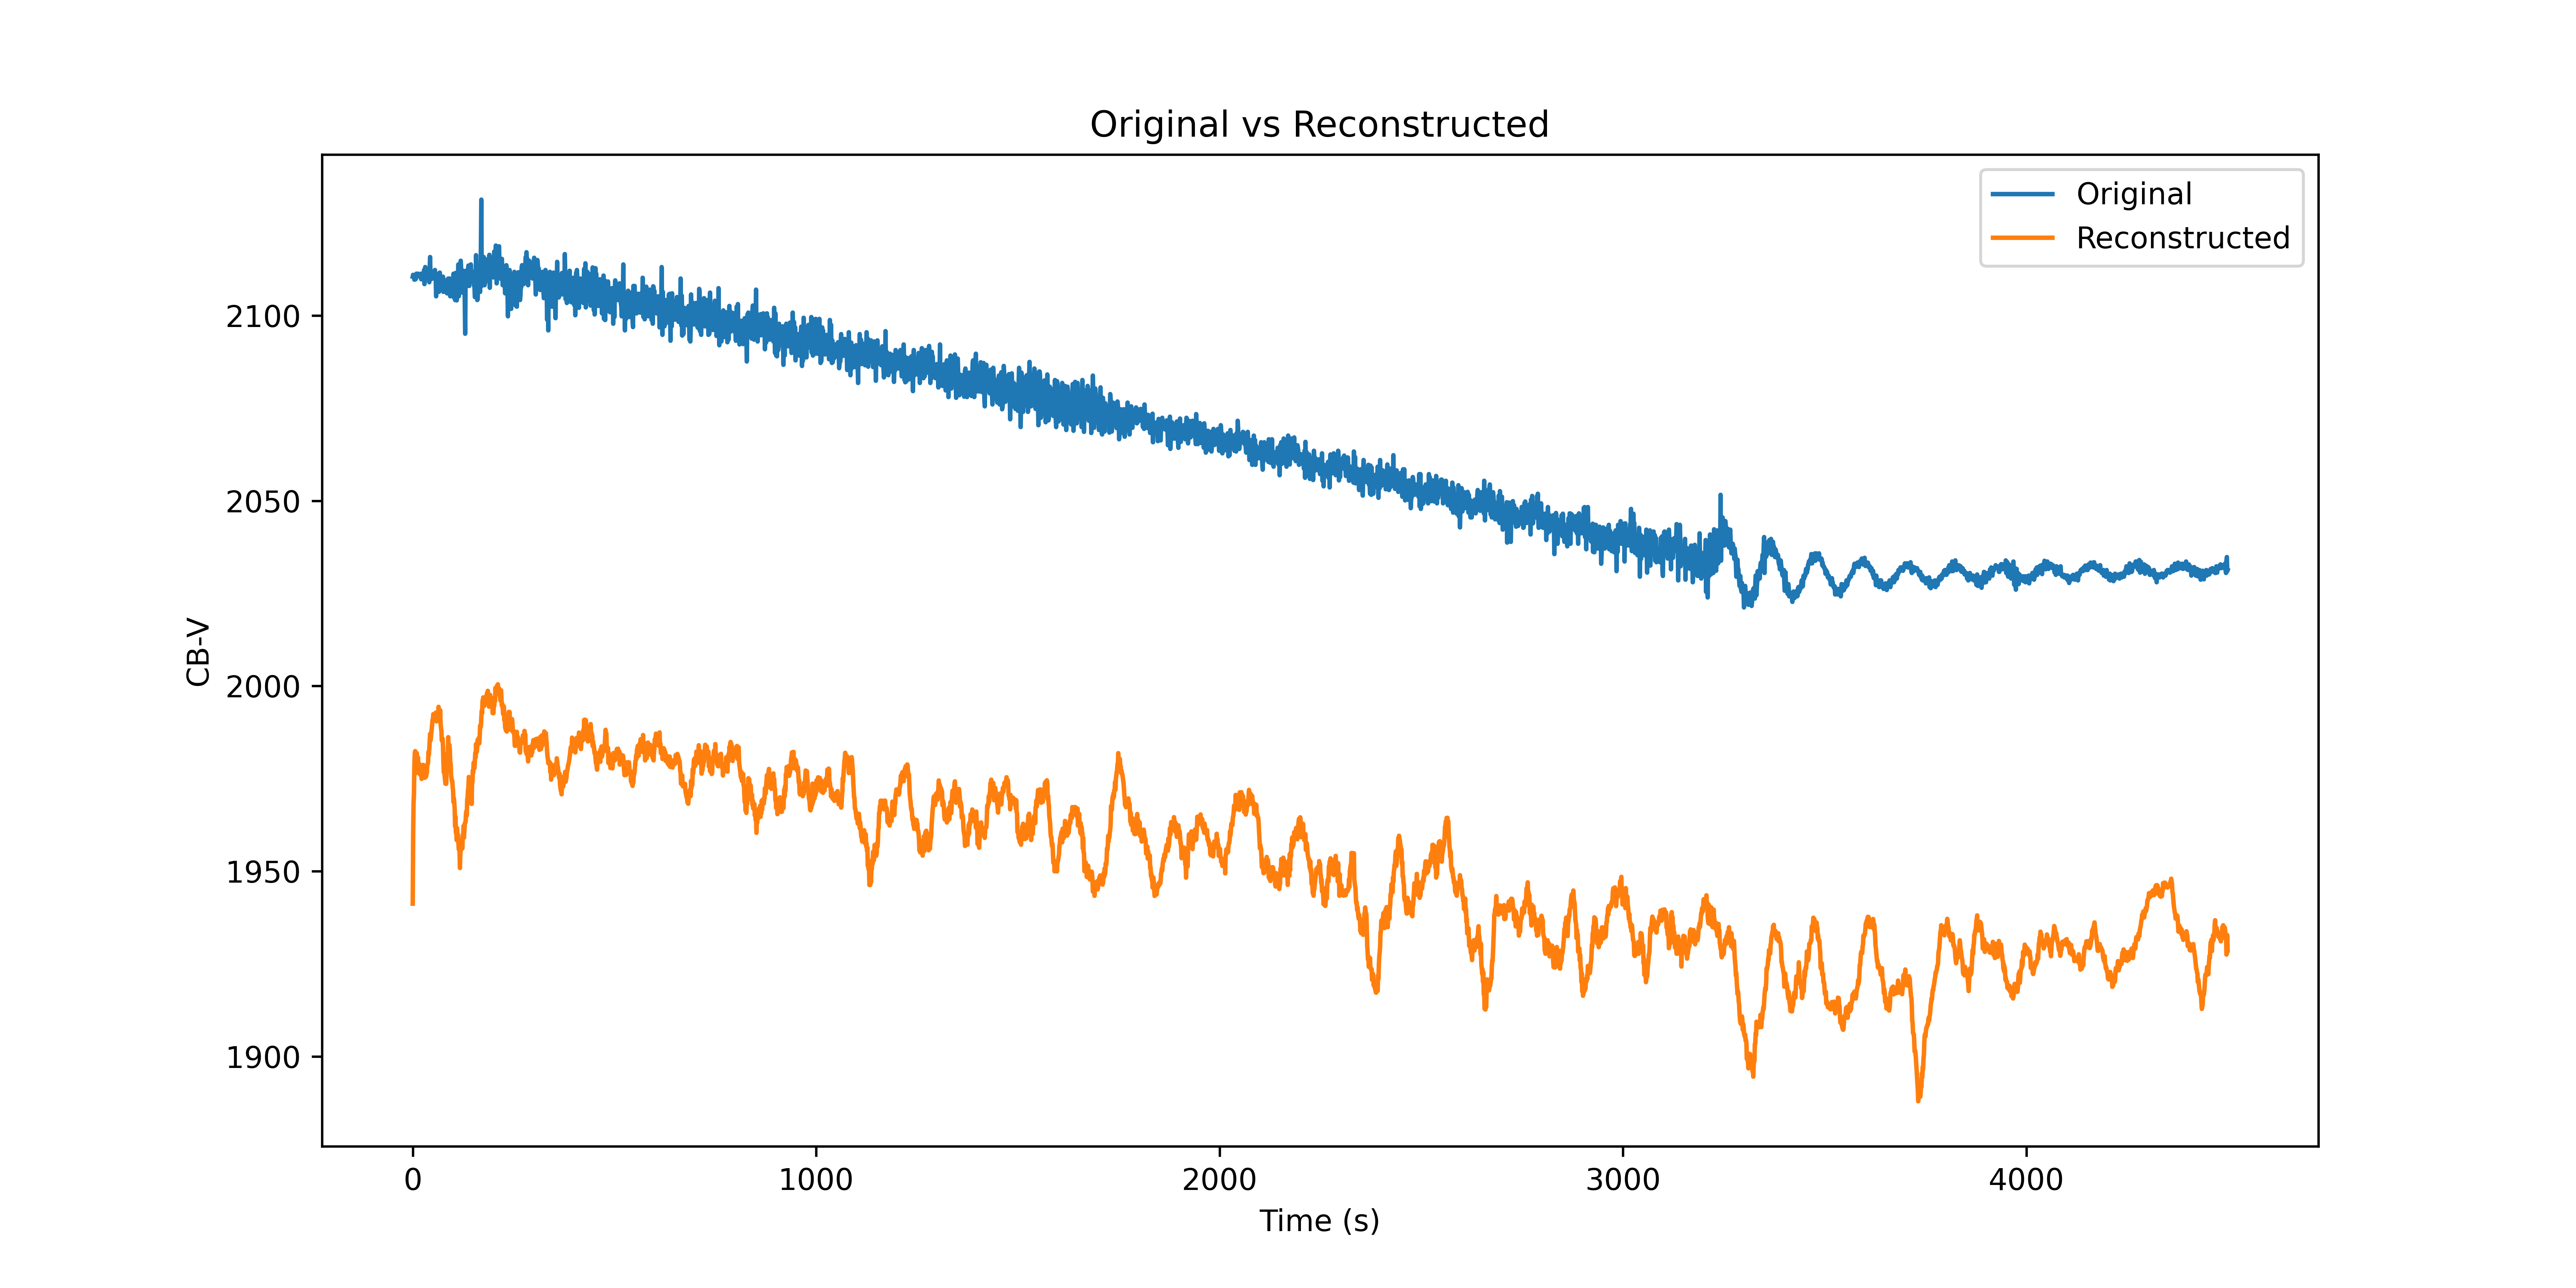 Original vs Reconstructed
Original
Reconstructed
CB-V
2100
2050
2000
1950
1900
0 1000 2000 3000 4000
Time (s)